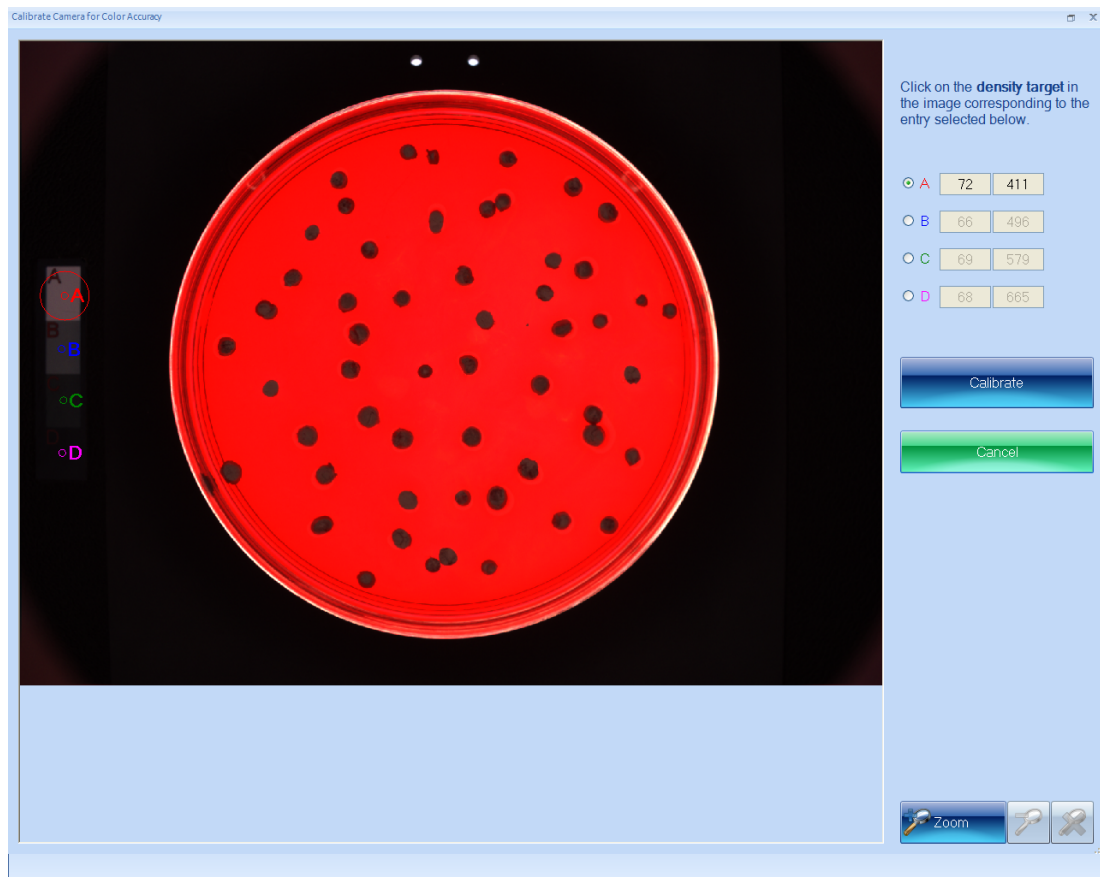 Calibrate Camera for Color Accuracy
Click on the density target in
the image corresponding to the
entry selected below.
A 72 411
B 66 496
C 69 579
D 68 665
A
A
B
B
C
D
Calibrate
Cancel
Zoom